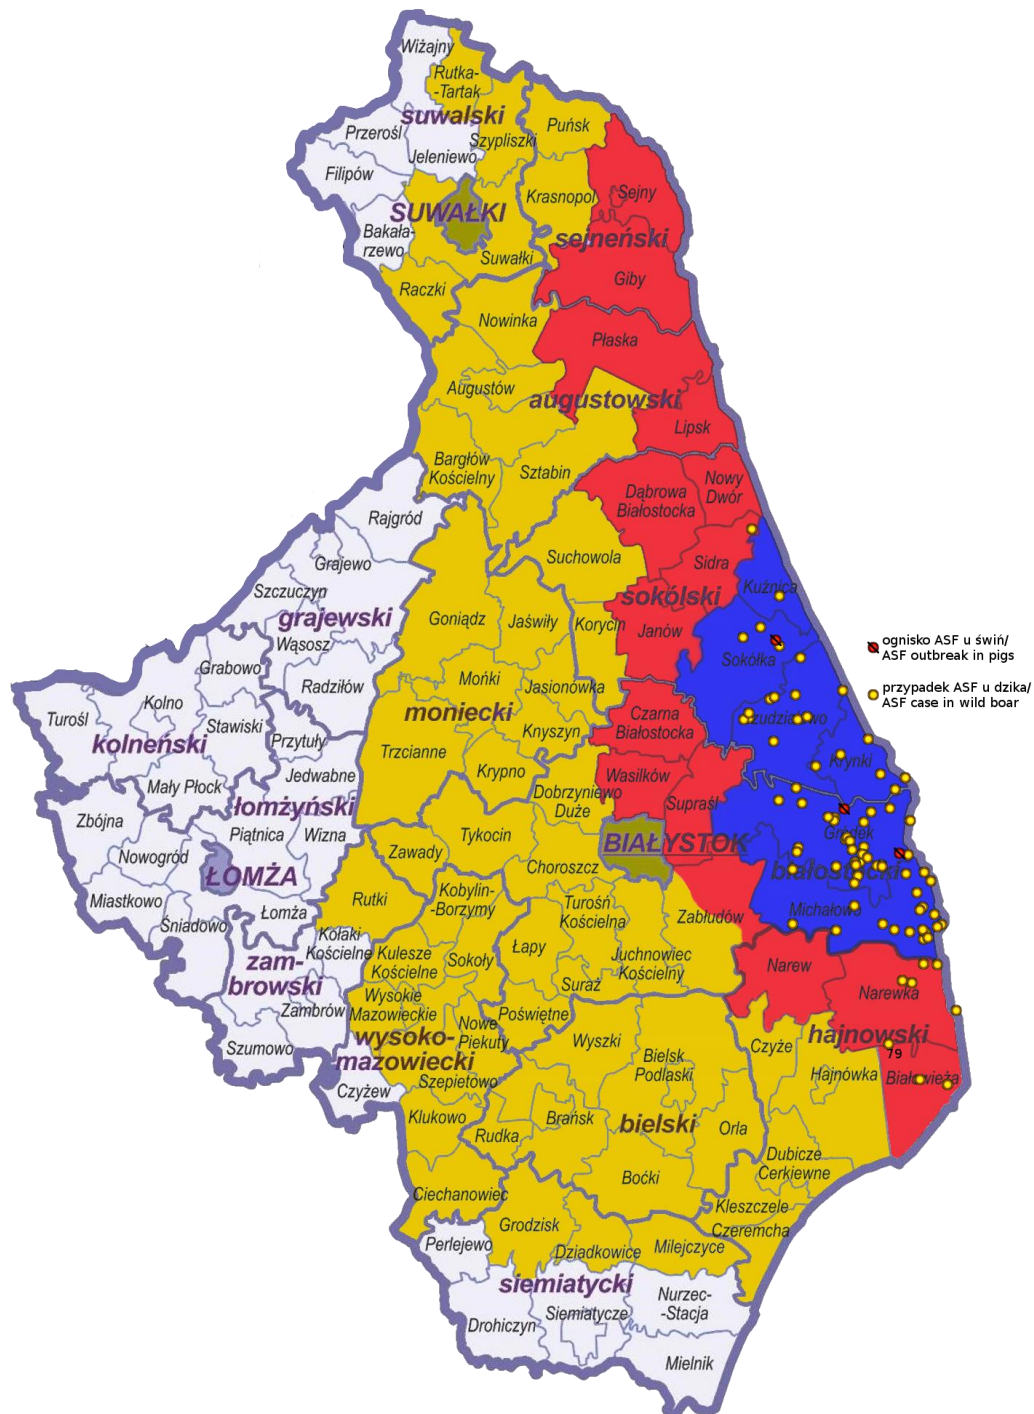 Wiżajny
Rutka-
-Tartak
suwalski
Przerośl
Szypliszki
Puńsk
Jeleniewo
Filipów
Krasnopol
Sejny
SUWAŁKI
Bakała-
rzewo
sejneński
Suwałki
Giby
Raczki
Nowinka
Płaska
Augustów
augustowski
Lipsk
Bargłów
Kościelny
Sztabin
Nowy
Dwór
Dąbrowa
Białostocka
Rajgród
Suchowola
Sidra
Grajewo
Kuźnica
Szczuczyn
sokólski
grajewski
Goniądz
Jaświły
Korycin
Janów
ognisko ASF u świń/
ASF outbreak in pigs
Wąsosz
Sokółka
Grabowo
Mońki
Jasionówka
Radziłów
przypadek ASF u dzika/
ASF case in wild boar
Kolno
Turośl
Stawiski
moniecki
Czarna
Białostocka
kolneński
Przytuły
Knyszyn
Trzcianne
Krynki
Jedwabne
Krypno
Wasilków
Mały Płock
Dobrzyniewo
Duże
Supraśl
łomżyński
Zbójna
Piątnica
Wizna
Tykocin
Gródek
BIAŁYSTOK
Nowogród
Zawady
ŁOMŻA
Choroszcz
białostocki
Miastkowo
Rutki
Kobylin-
-Borzymy
Łomża
Turośń
Kościelna
Zabłudów
Michałowo
Śniadowo
Kołaki
Kościelne
Łapy
zam-
browski
Kulesze
Kościelne
Sokoły
Juchnowiec
Kościelny
Narew
Suraż
Narewka
Wysokie
Mazowieckie
Zambrów
Nowe
Piekuty
Poświętne
wysoko-
mazowiecki
Wyszki
hajnowski
Szumowo
Czyże
79
Bielsk
Podlaski
Hajnówka
Białowieża
Szepietowo
Czyżew
Klukowo
Brańsk
bielski
Orla
Rudka
Dubicze
Cerkiewne
Boćki
Ciechanowiec
Kleszczele
Grodzisk
Czeremcha
Perlejewo
Dziadkowice
Milejczyce
siemiatycki
Nurzec-
-Stacja
Siemiatycze
Drohiczyn
Mielnik